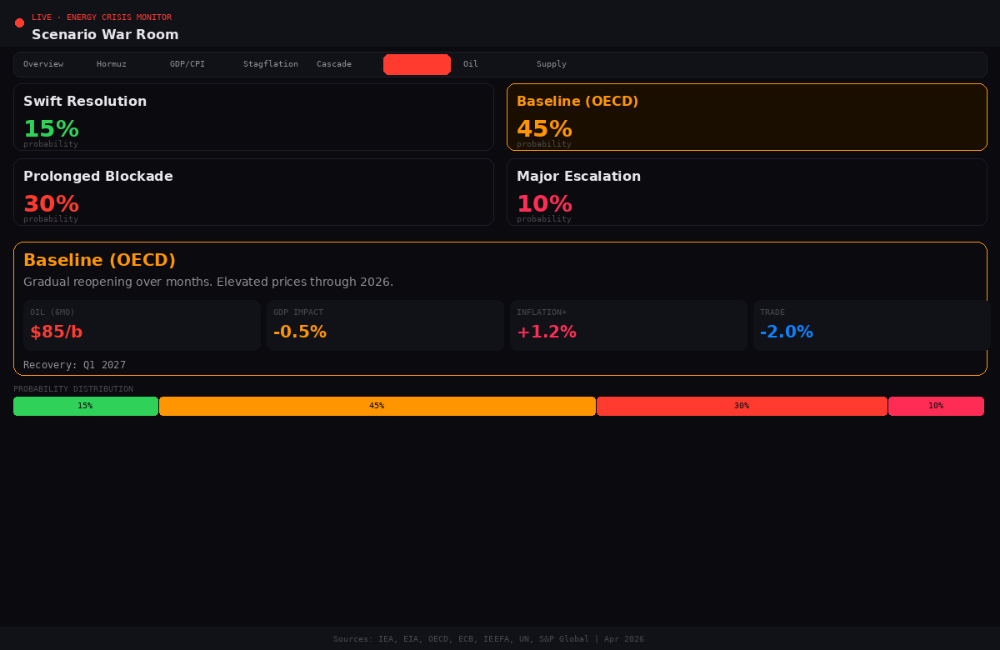 LIVE · ENERGY CRISIS MONITOR
Scenario War Room
Overview Hormuz GDP/CPI Stagflation Cascade Oil Supply
Swift Resolution
15%
probability
Baseline (OECD)
45%
probability
Prolonged Blockade
30%
probability
Major Escalation
10%
probability
Baseline (OECD)
Gradual reopening over months. Elevated prices through 2026.
OIL (6MO)
$85/b
GDP IMPACT
-0.5%
INFLATION+
+1.2%
TRADE
-2.0%
Recovery: Q1 2027
PROBABILITY DISTRIBUTION
15% 45% 30% 10%
Sources: IEA, EIA, OECD, ECB, IEEFA, UN, S&P Global | Apr 2026